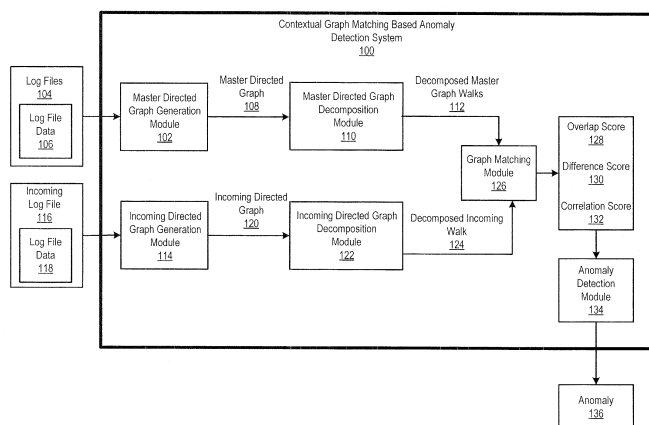 Contextual Graph Matching Based Anomaly
Detection System
100
Log Files
104
Log File
Data
106
Master Directed
Graph Generation
Module
102
Master Directed
Graph
108
Master Directed Graph
Decomposition
Module
110
Decomposed Master
Graph Walks
112
Graph Matching
Module
126
Overlap Score
128
Difference Score
130
Correlation Score
132
Incoming
Log File
116
Log File
Data
118
Incoming Directed
Graph Generation
Module
114
Incoming Directed
Graph
120
Incoming Directed Graph
Decomposition
Module
122
Decomposed Incoming
Walk
124
Anomaly
Detection
Module
134
Anomaly
136